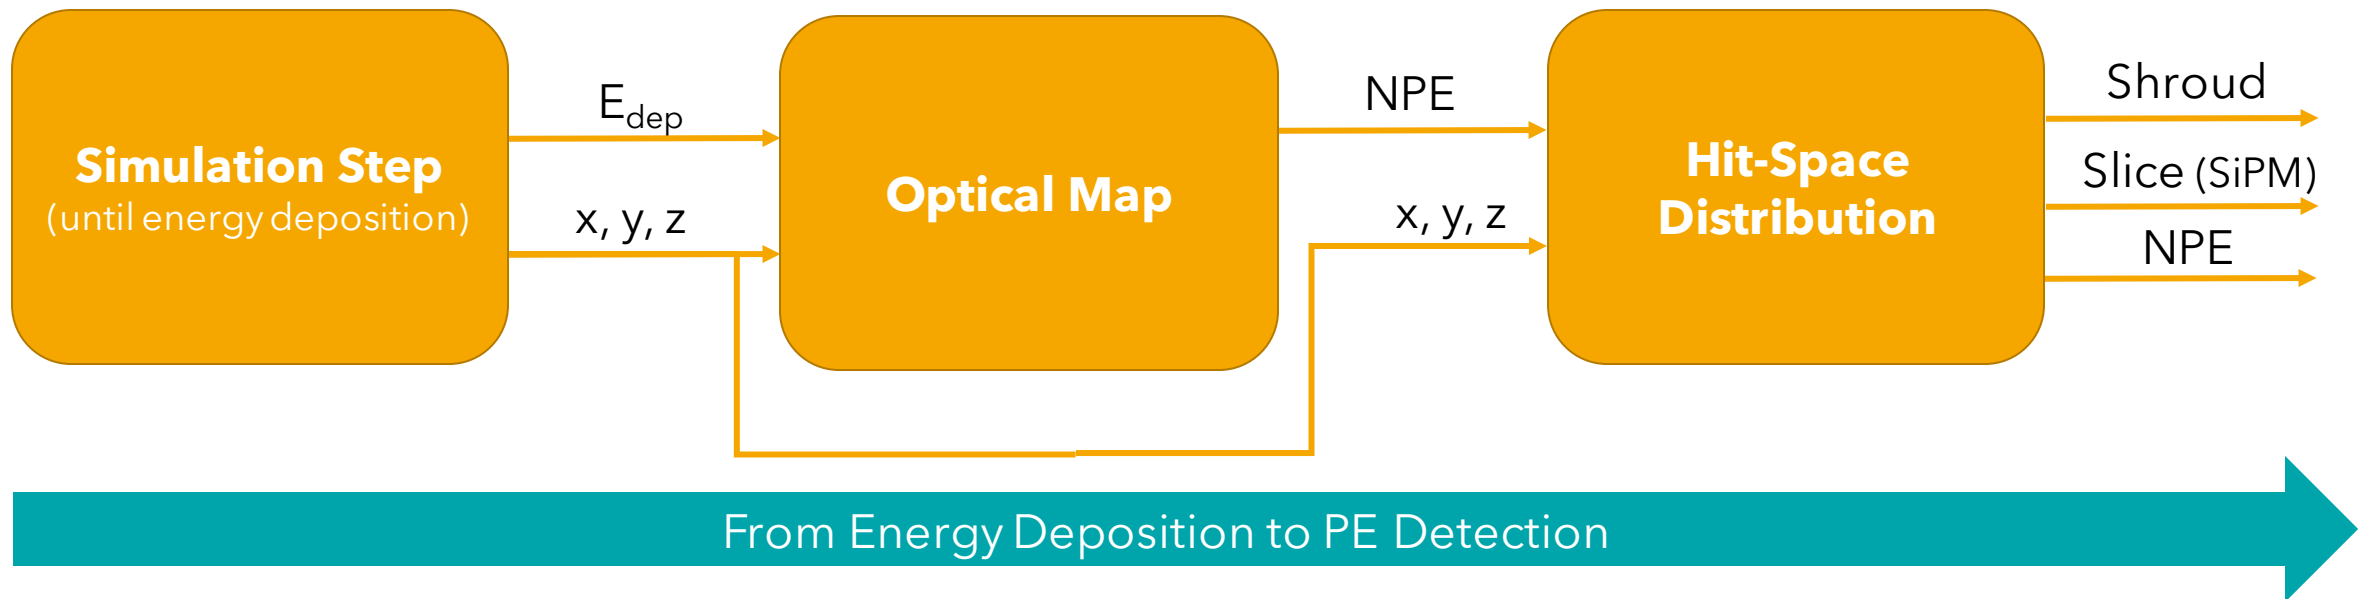 Simulation Step
(until energy deposition)
E_dep
x, y, z
Optical Map
NPE
x, y, z
Hit-Space
Distribution
Shroud
Slice (SiPM)
NPE
From Energy Deposition to PE Detection